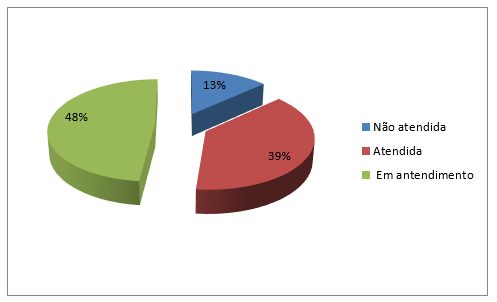 13%
48%
39%
Não atendida
Atendida
Em antendimento